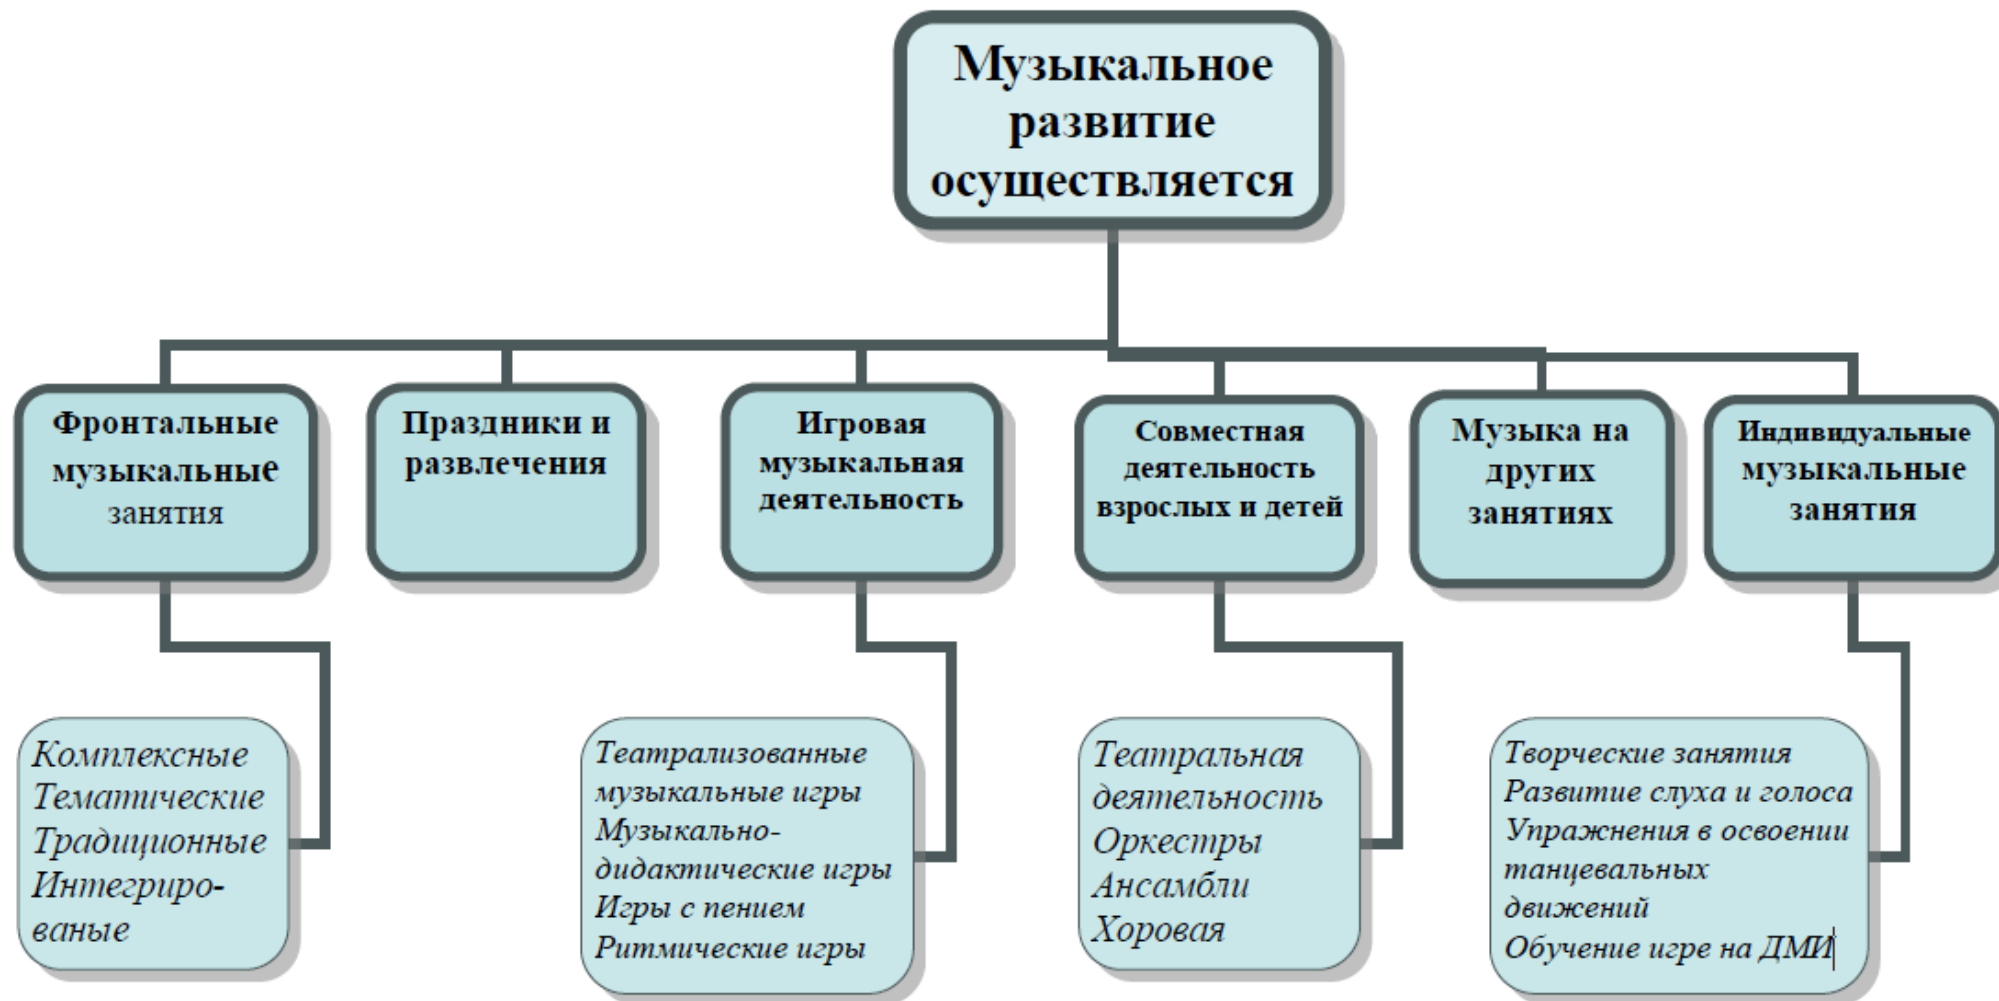 Музыкальное
развитие
осуществляется
Фронтальные
музыкальные
занятия
Праздники и
развлечения
Игровая
музыкальная
деятельность
Совместная
деятельность
взрослых и детей
Музыка на
других
занятиях
Индивидуальные
музыкальные
занятия
Комплексные
Тематические
Традиционные
Интегриро-
ваные
Театрализованные
музыкальные игры
Музыкально-
дидактические игры
Игры с пением
Ритмические игры
Театральная
деятельность
Оркестры
Ансамбли
Хоровая
Творческие занятия
Развитие слуха и голоса
Упражнения в освоении
танцевальных
движений
Обучение игре на ДМИ